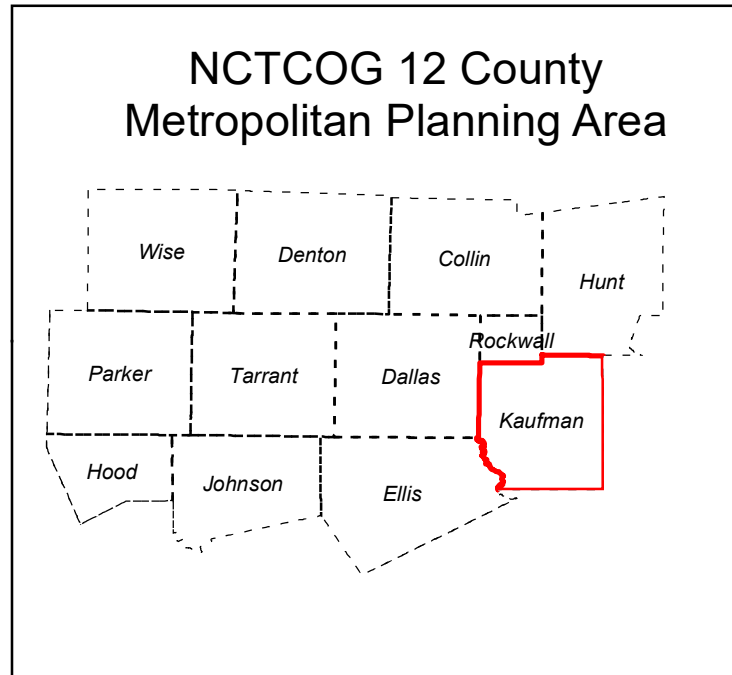 NCTCOG 12 County
Metropolitan Planning Area
Wise
Denton
Collin
Hunt
Rockwall
Parker
Tarrant
Dallas
Kaufman
Hood
Johnson
Ellis